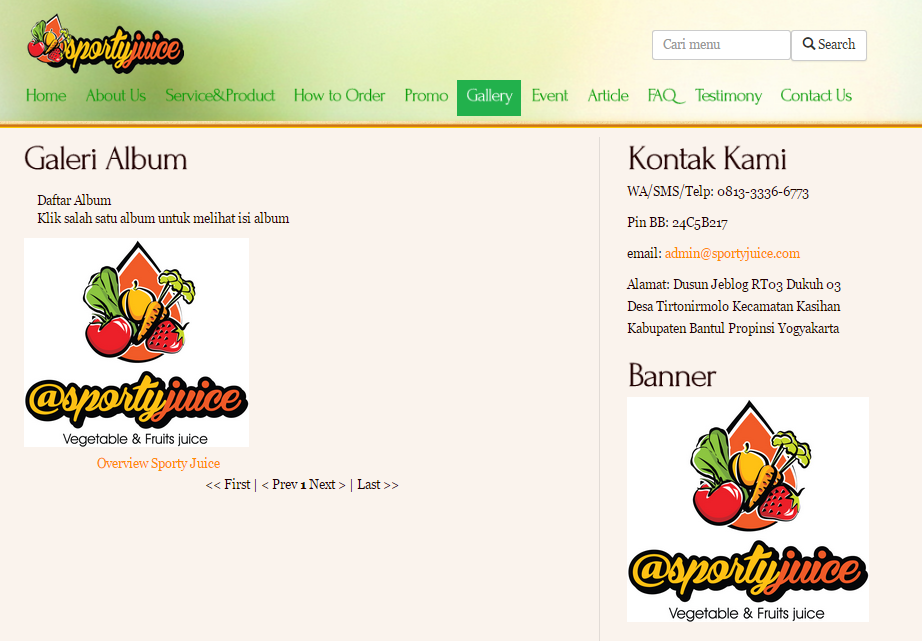 @sportyjuice
Cari menu
Search
Home About Us Service&Product How to Order Promo Gallery Event Article FAQ Testimony Contact Us
Galeri Album
Daftar Album
Klik salah satu album untuk melihat isi album
@sportyjuice
Vegetable & Fruits juice
Overview Sporty Juice
<< First | < Prev 1 Next > | Last >>
Kontak Kami
WA/SMS/Telp: 0813-3336-6773
Pin BB: 24C5B217
email: admin@sportyjuice.com
Alamat: Dusun Jeblog RT03 Dukuh 03
Desa Tirtonirmolo Kecamatan Kasihan
Kabupaten Bantul Propinsi Yogyakarta
Banner
@sportyjuice
Vegetable & Fruits juice